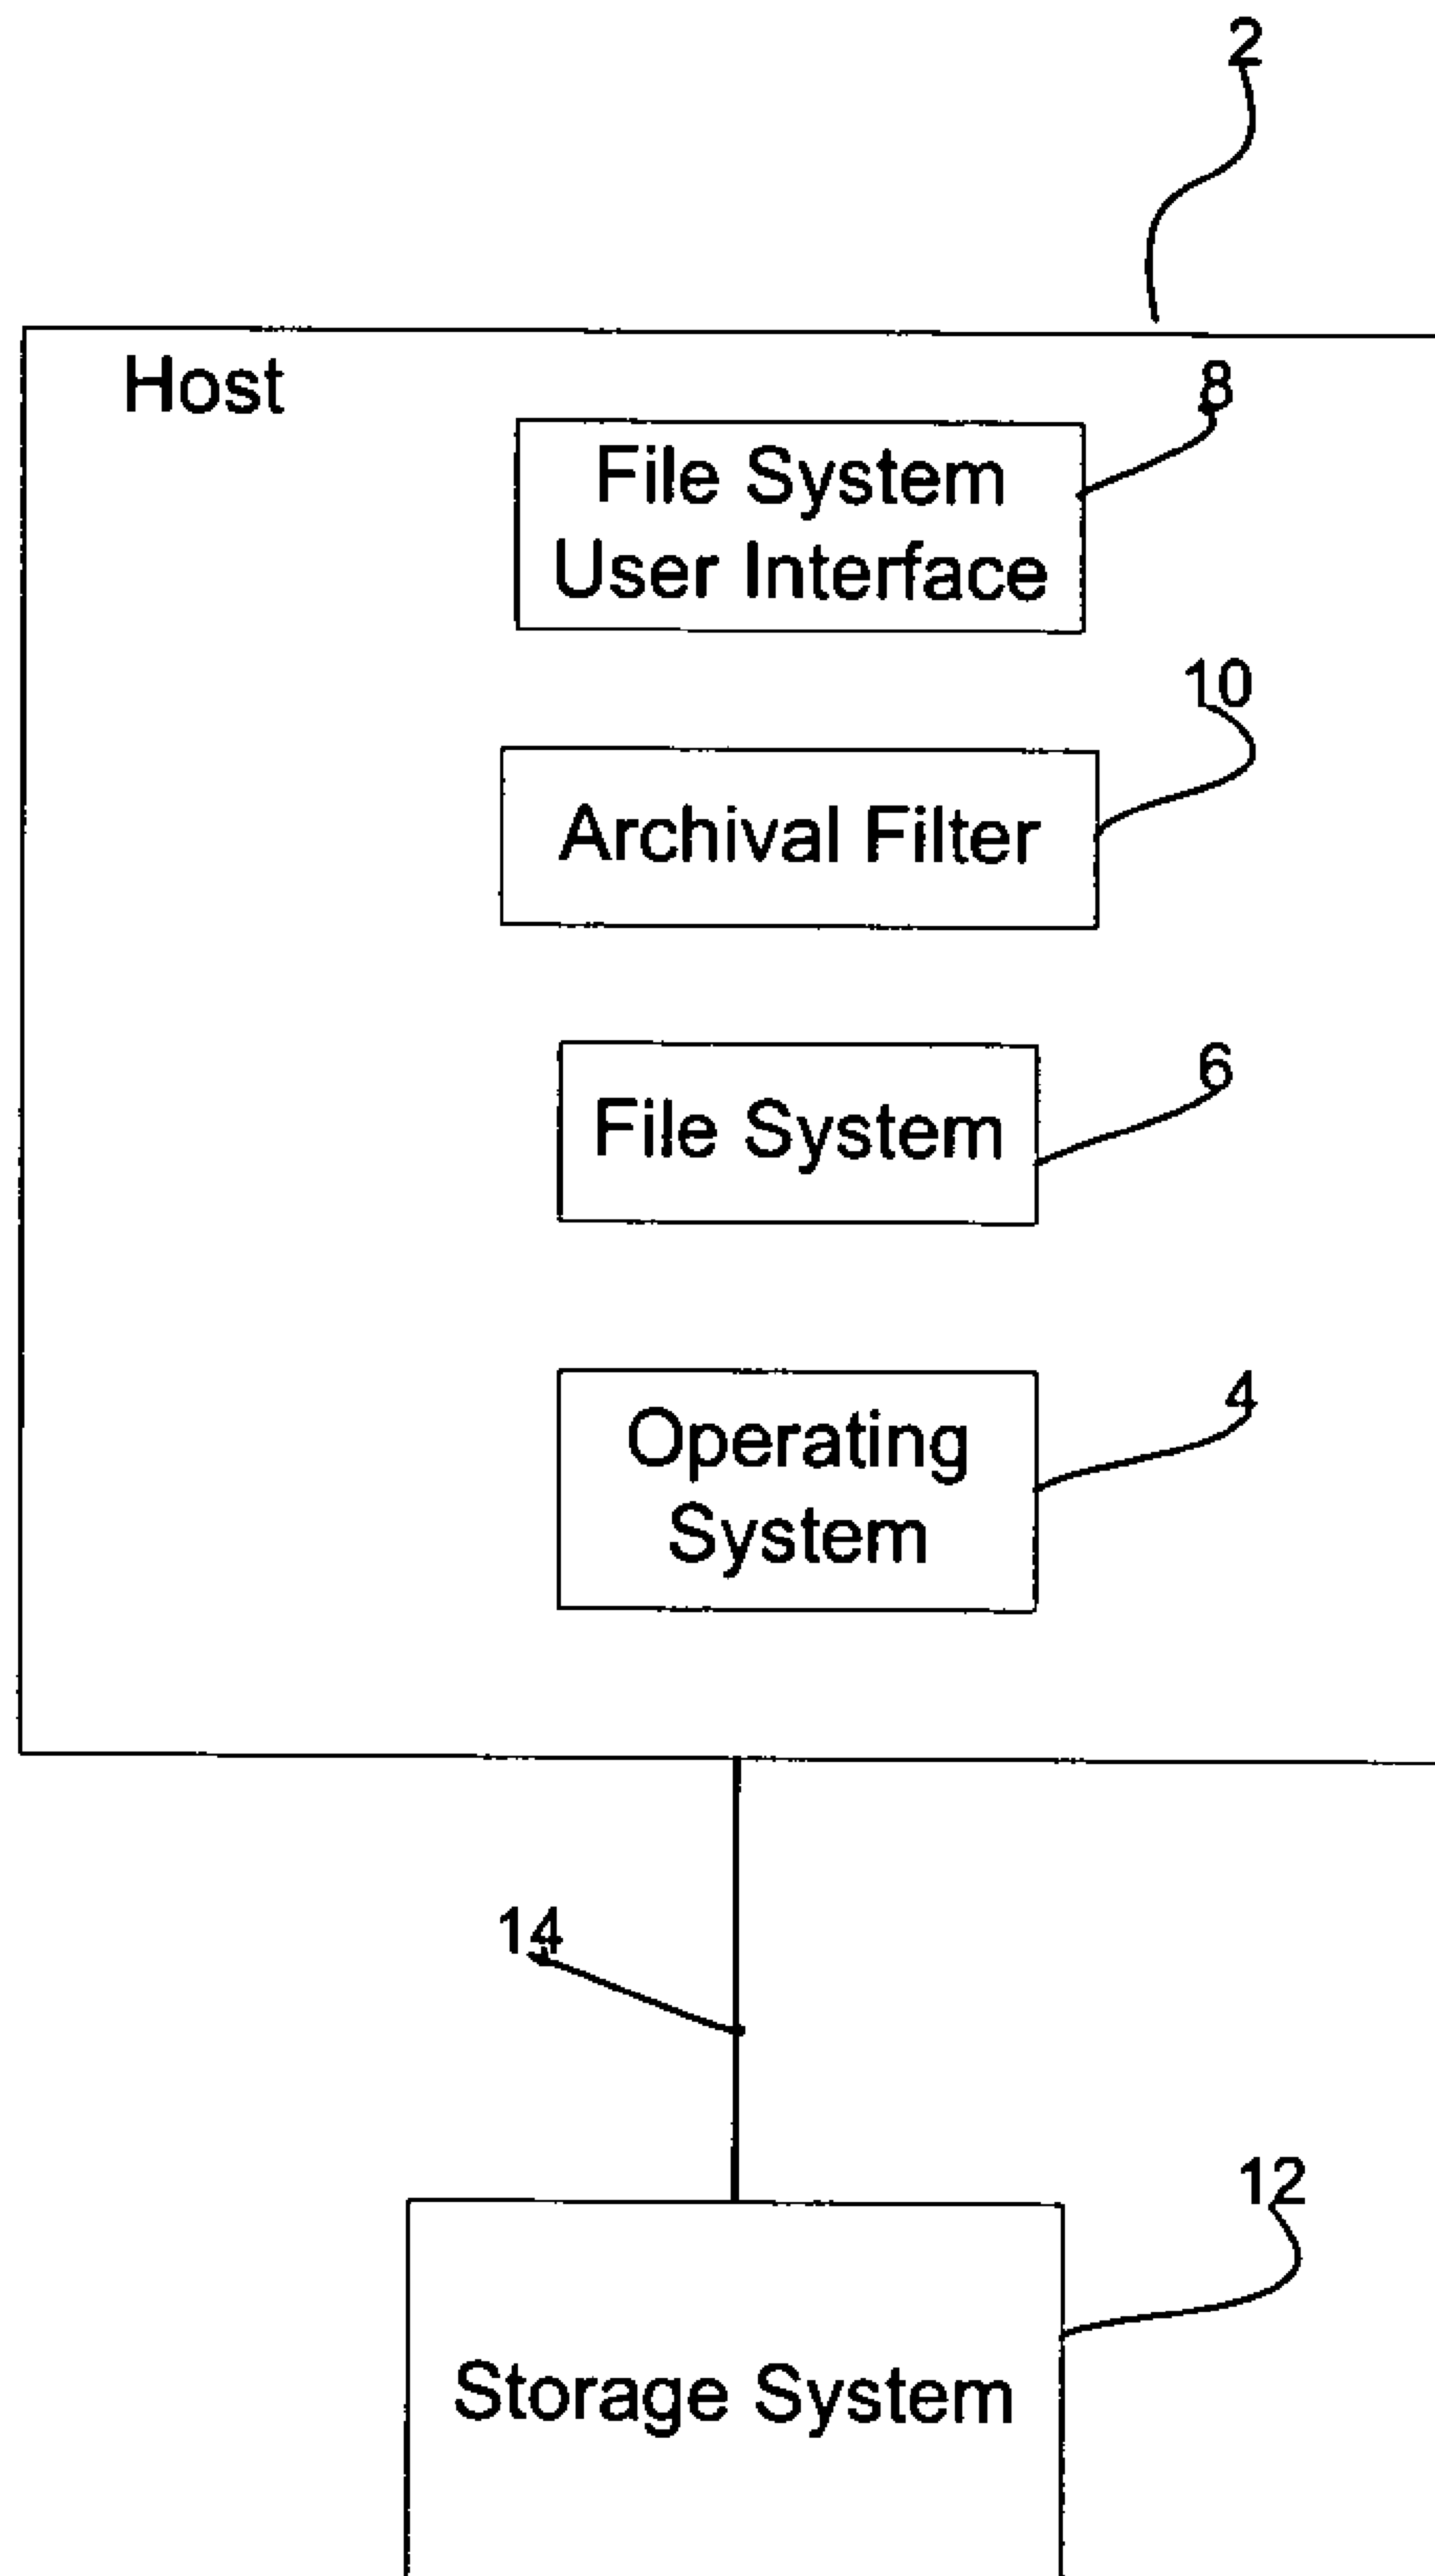 2
Host
8
File System
User Interface
10
Archival Filter
6
File System
4
Operating
System
14
12
Storage System